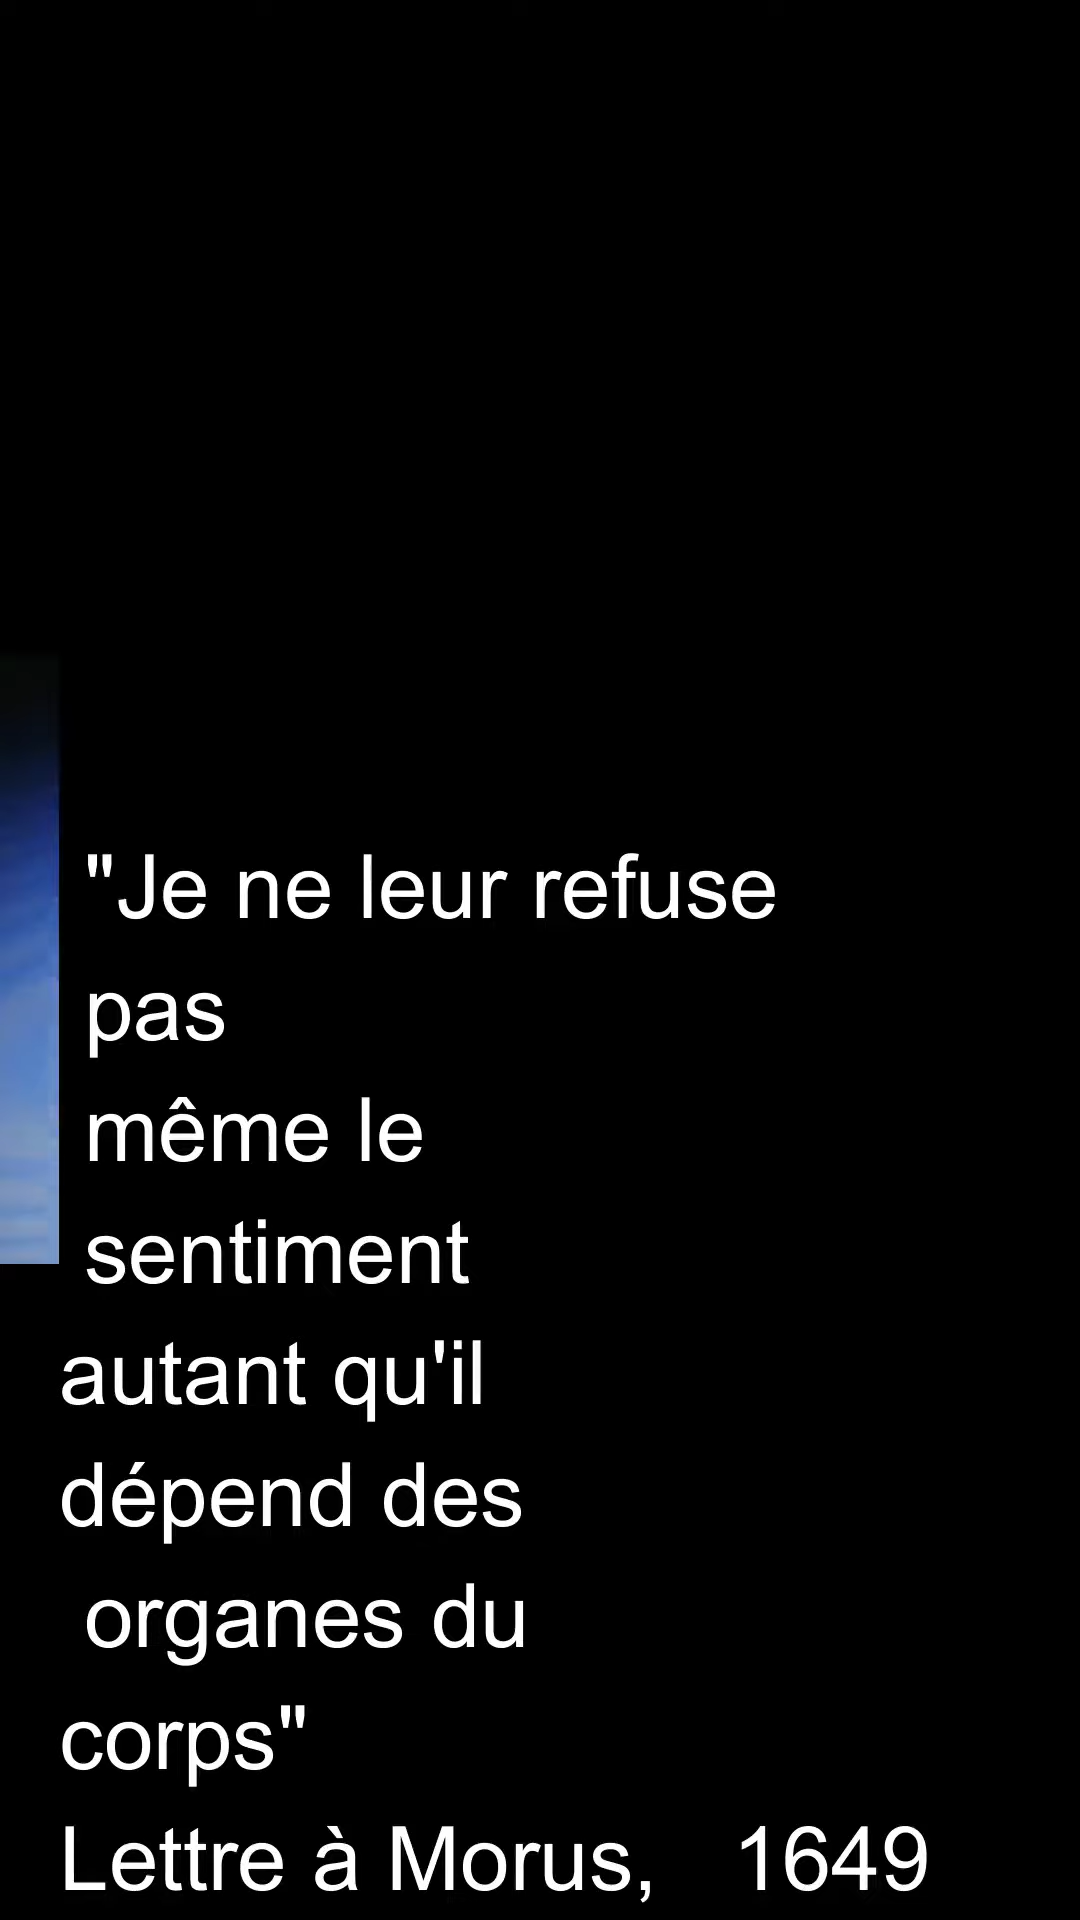 "Je ne leur refuse
pas
même le
sentiment
autant qu'il
dépend des
organes du
corps"
Lettre à Morus, 1649